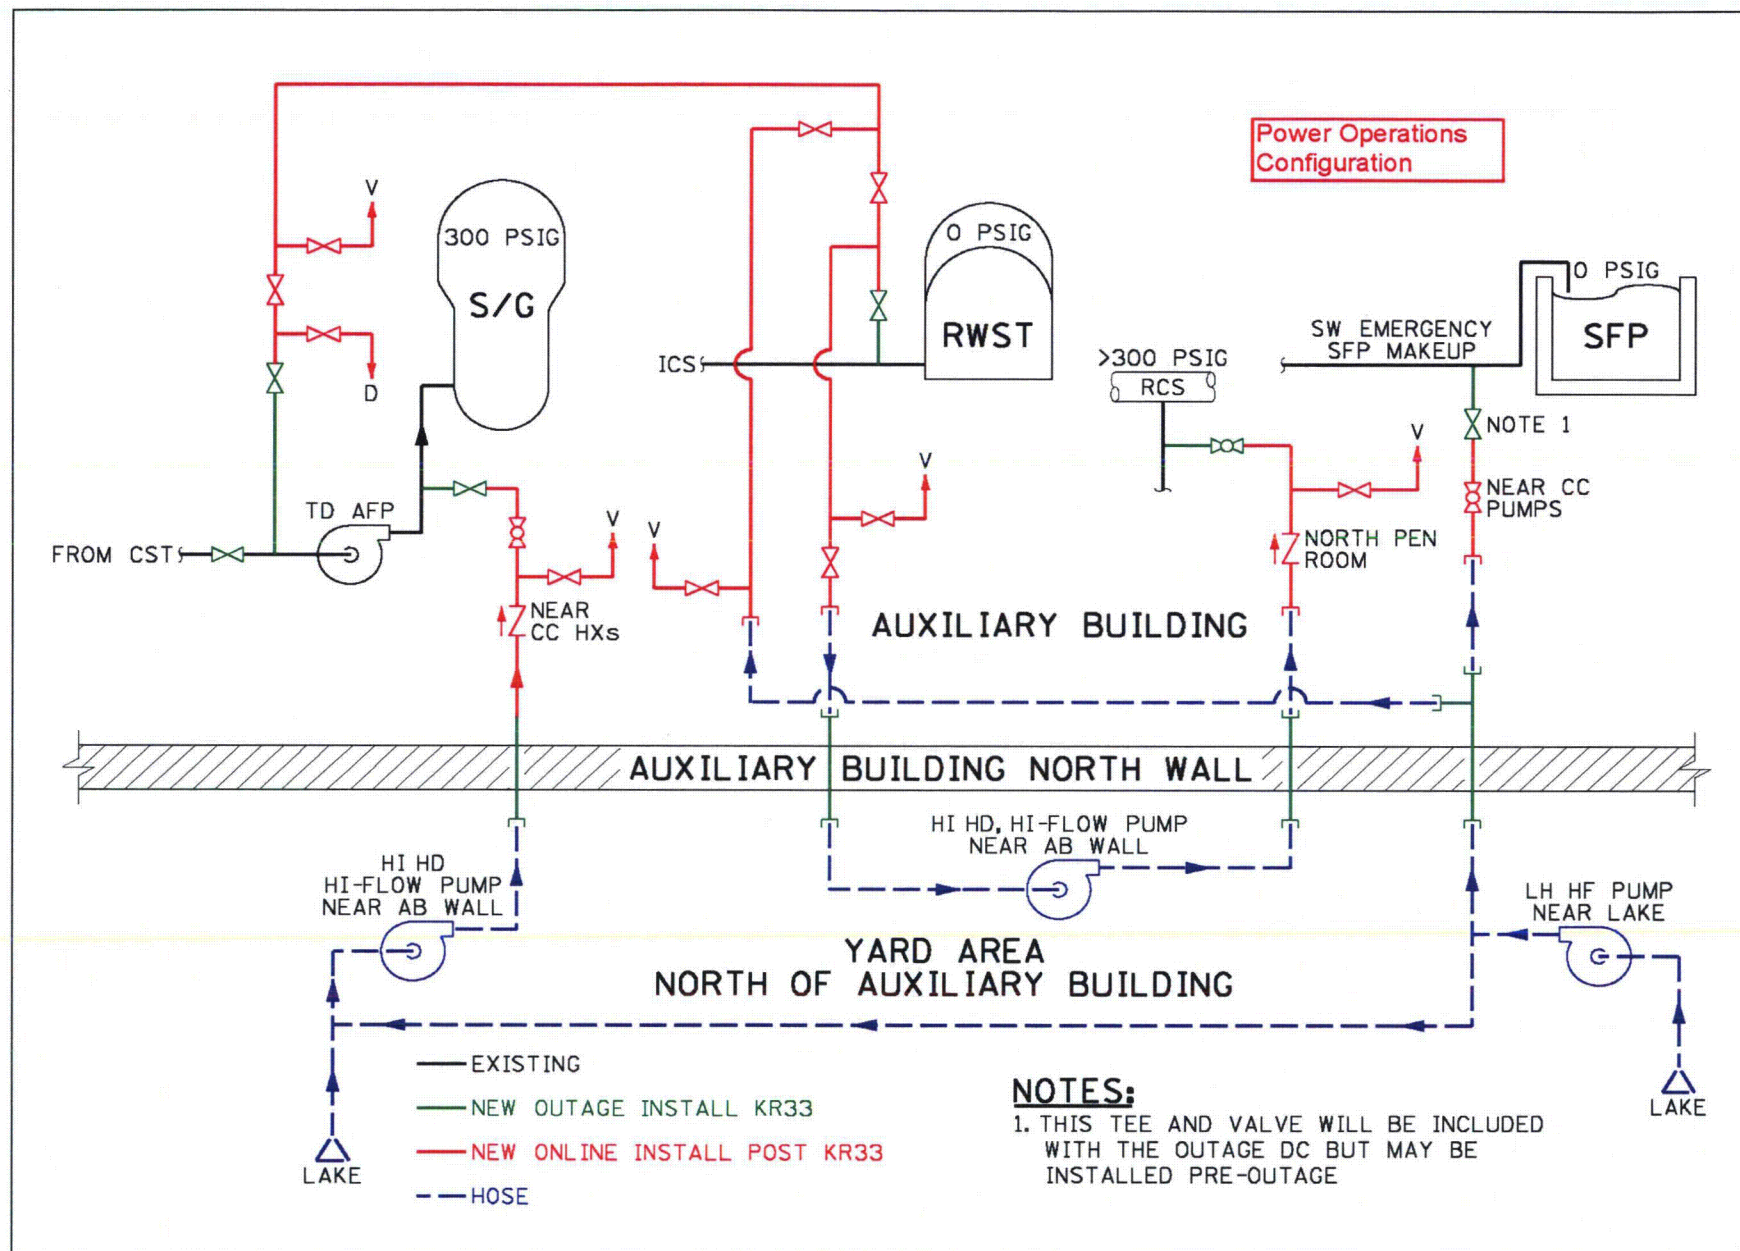 Power Operations
Configuration
V
300 PSIG
S/G
0 PSIG
RWST
0 PSIG
SFP
SW EMERGENCY
SFP MAKEUP
ICS
>300 PSIG
RCS
D
NOTE 1
V
V
NEAR CC
PUMPS
TD AFP
FROM CST
V
V
NORTH PEN
ROOM
NEAR
CC HXs
AUXILIARY BUILDING
AUXILIARY BUILDING NORTH WALL
HI HD, HI-FLOW PUMP
NEAR AB WALL
HI HD
HI-FLOW PUMP
NEAR AB WALL
LH HF PUMP
NEAR LAKE
YARD AREA
NORTH OF AUXILIARY BUILDING
EXISTING
NEW OUTAGE INSTALL KR33
NEW ONLINE INSTALL POST KR33
HOSE
LAKE
NOTES:
1. THIS TEE AND VALVE WILL BE INCLUDED
WITH THE OUTAGE DC BUT MAY BE
INSTALLED PRE-OUTAGE
LAKE